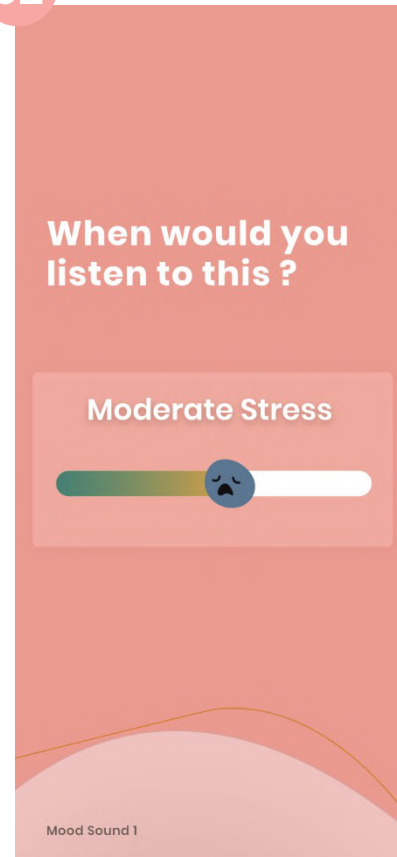 When would you
listen to this ?
Moderate Stress
Mood Sound 1